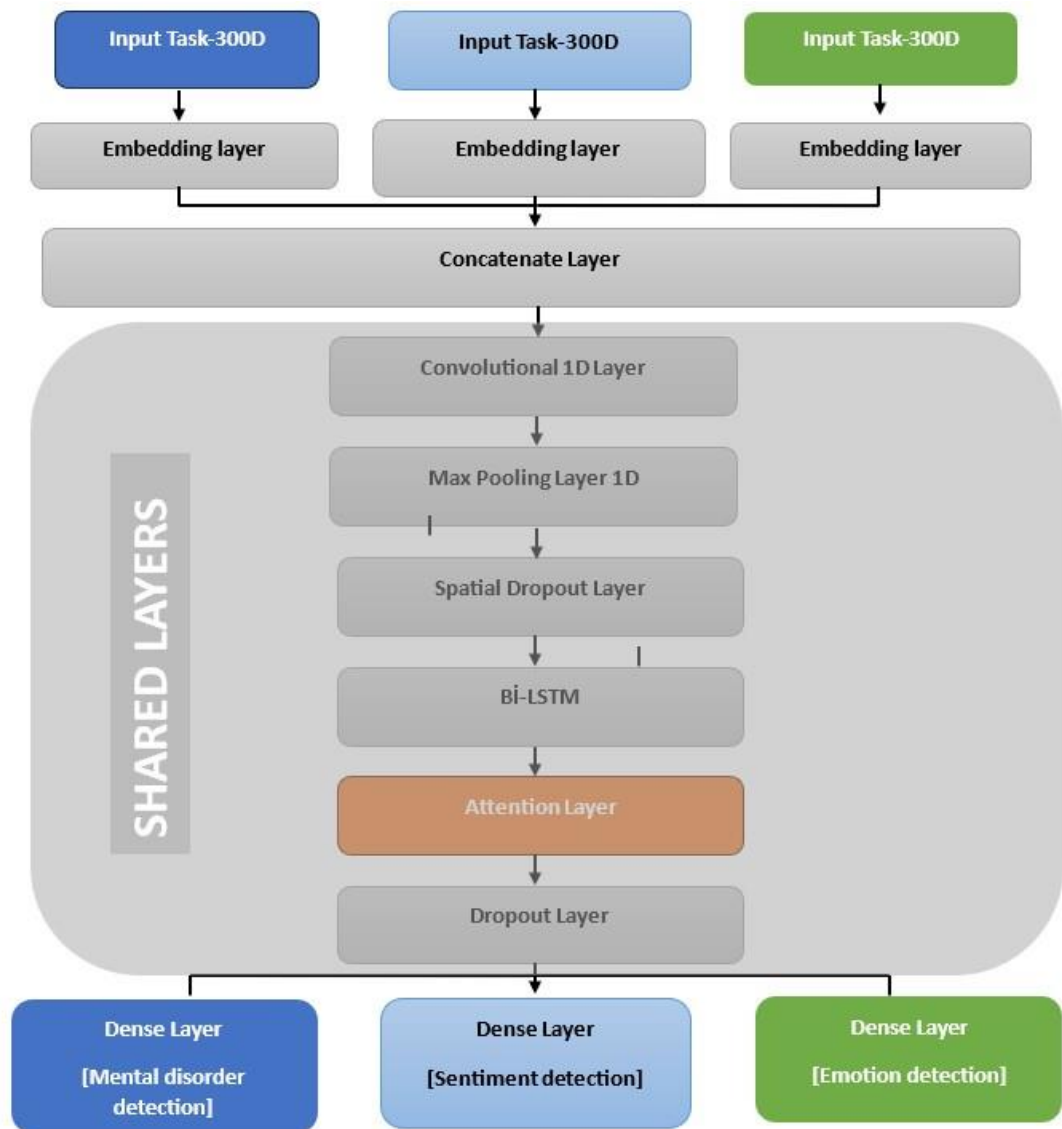 Input Task-300D
Input Task-300D
Input Task-300D
Embedding layer
Embedding layer
Embedding layer
Concatenate Layer
SHARED LAYERS
Convolutional 1D Layer
Max Pooling Layer 1D
Spatial Dropout Layer
Bİ-LSTM
Attention Layer
Dropout Layer
Dense Layer
[Mental disorder
detection]
Dense Layer
[Sentiment detection]
Dense Layer
[Emotion detection]